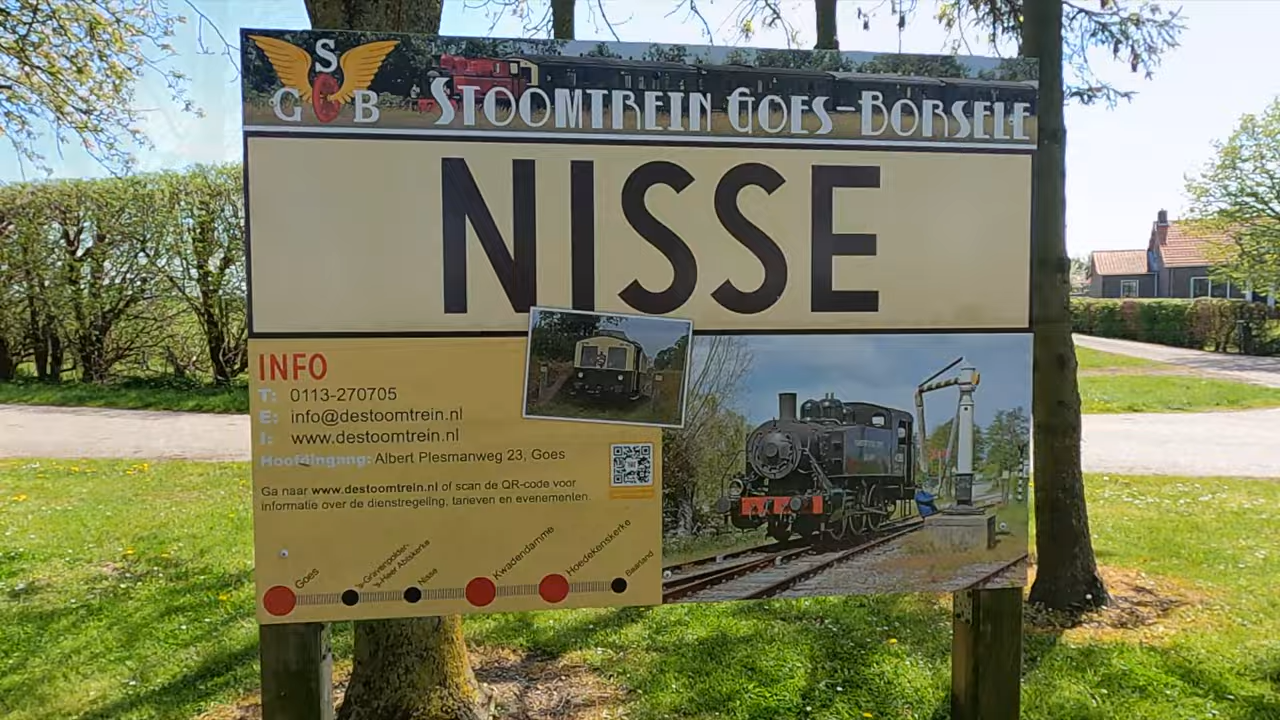 S
G B
STOOMTREIN GOES-BORSELE
NISSE
INFO
T: 0113-270705
E: info@destoomtrein.nl
I: www.destoomtrein.nl
Hoofdingang: Albert Plesmanweg 23, Goes
Ga naar www.destoomtrein.nl of scan de QR-code voor
informatie over de dienstregeling, tarieven en evenementen.
Goes
's-Gravenpolder-
's-Heer Abtskerke
Nisse
Kwadendamme
Hoedekenskerke
Baarland